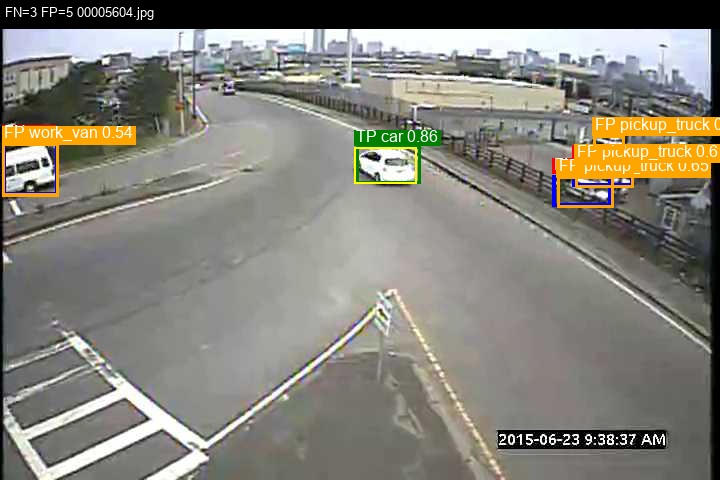 FN=3 FP=5 00005604.jpg
FP pickup_truck 0
FP work_van 0.54
TP car 0.86
FP pickup_truck 0.6
FP pickup_truck 0.65
2015-06-23 9:38:37 AM